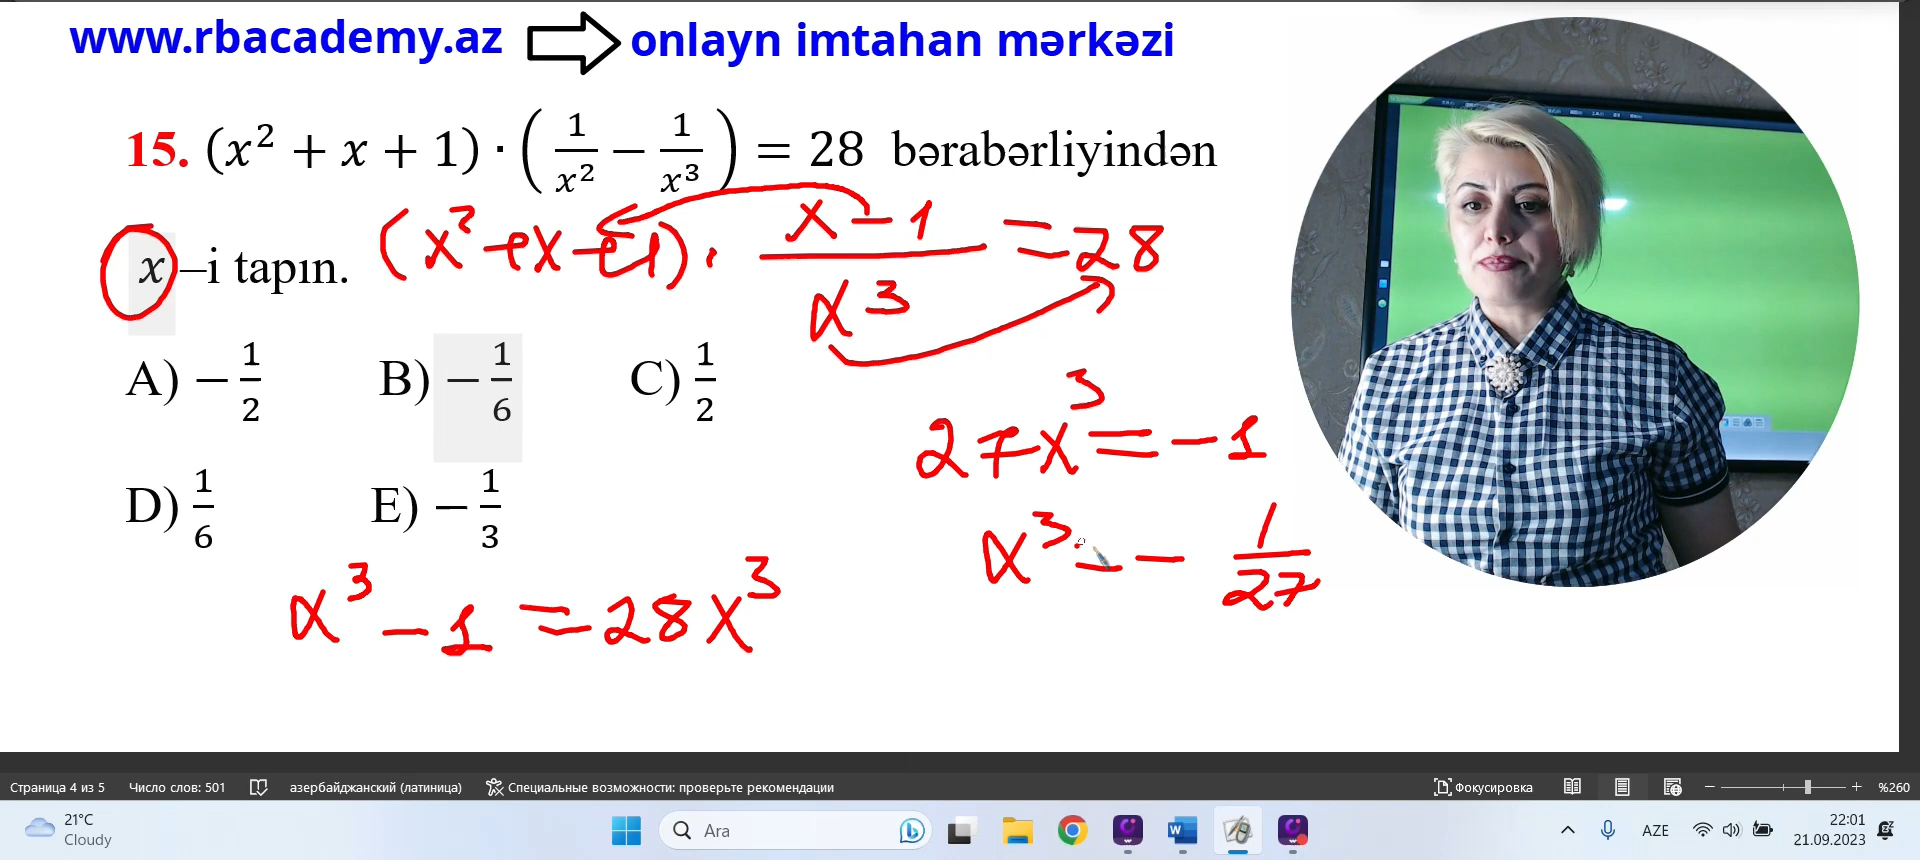 www.rbacademy.az onlayn imtahan mərkəzi
15. (x² + x + 1) · (1/x² − 1/x³) = 28 bərabərliyindən
x –i tapın.
(x² + x + 1) · (x − 1)/x³ = 28
A) −1/2 B) −1/6 C) 1/2
27x³ = −1
D) 1/6 E) −1/3
x³ = − 1/27
x³ − 1 = 28x³
Страница 4 из 5 Число слов: 501 азербайджанский (латиница) Специальные возможности: проверьте рекомендации Фокусировка − + %260
21°C
Cloudy
Ara
AZE
22:01
21.09.2023